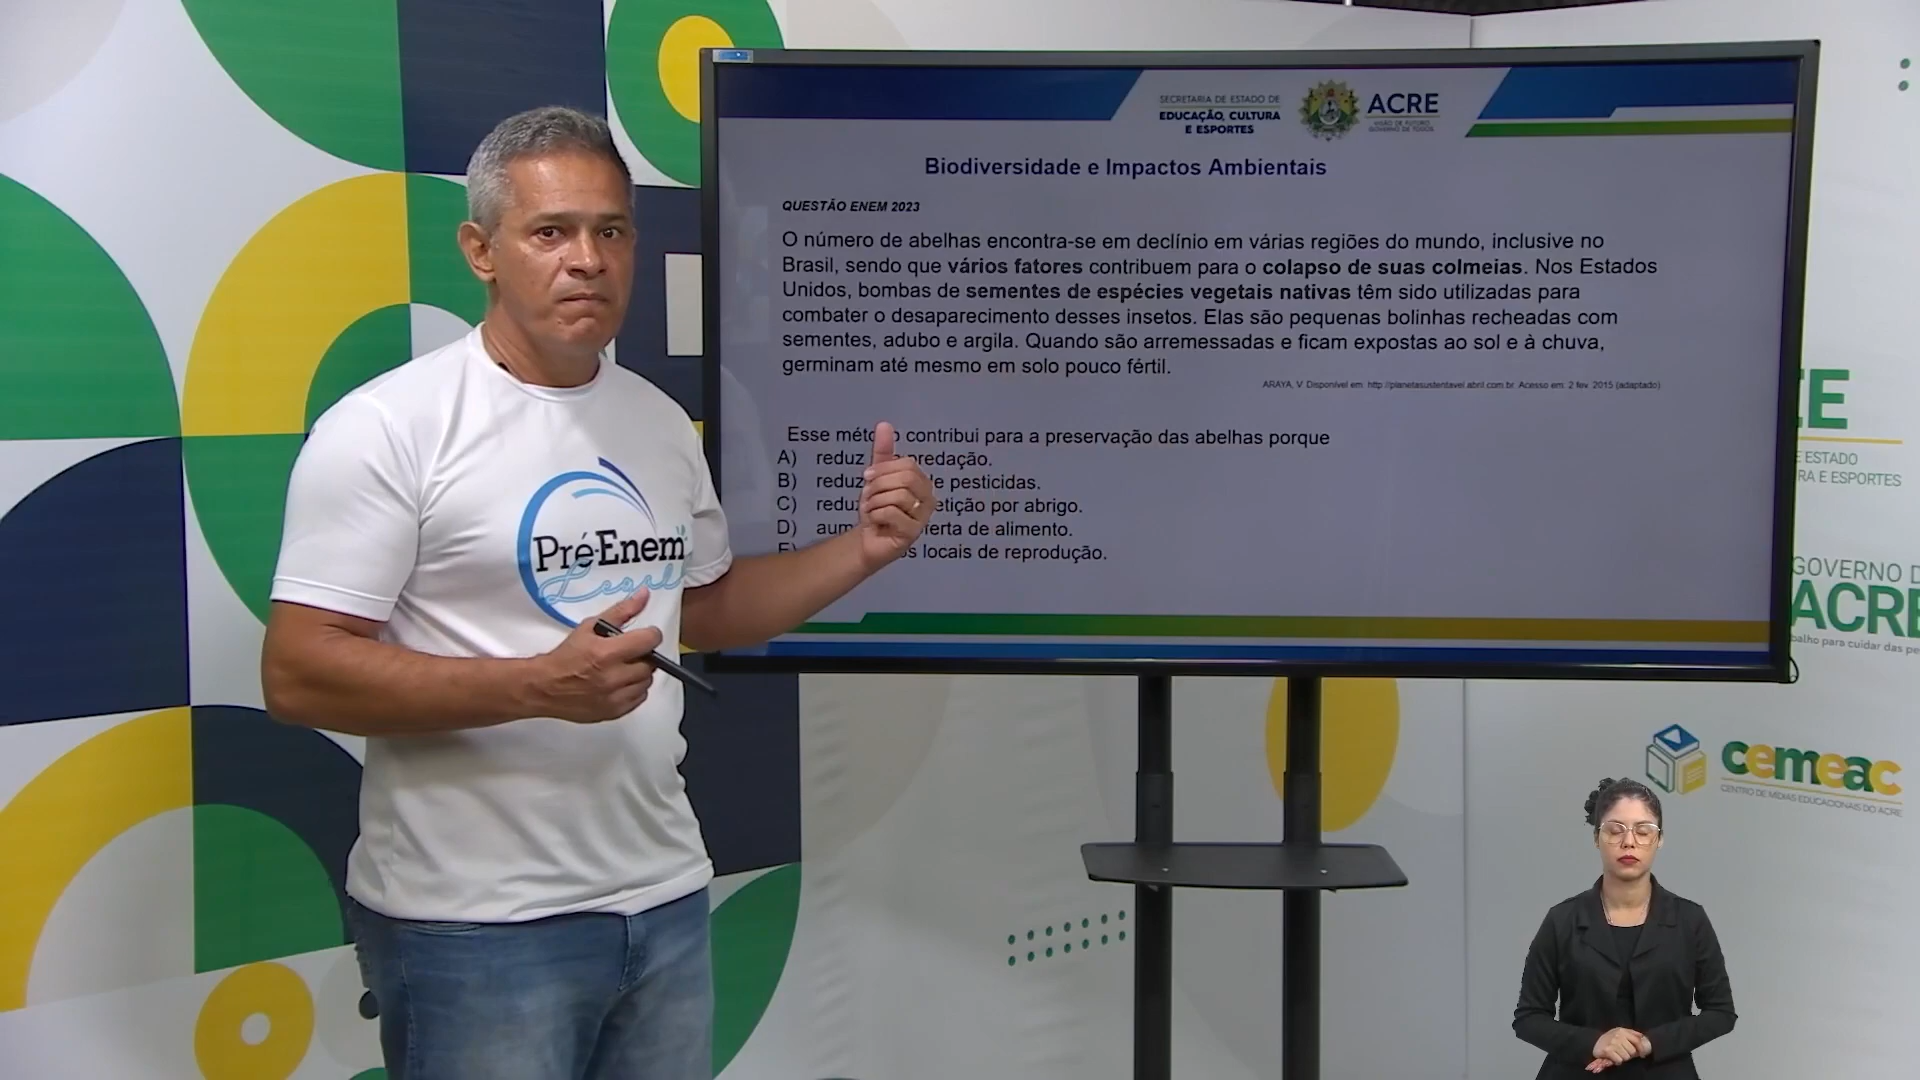 SECRETARIA DE ESTADO DE
EDUCAÇÃO, CULTURA
E ESPORTES
ACRE
Biodiversidade e Impactos Ambientais
QUESTÃO ENEM 2023
O número de abelhas encontra-se em declínio em várias regiões do mundo, inclusive no
Brasil, sendo que vários fatores contribuem para o colapso de suas colmeias. Nos Estados
Unidos, bombas de sementes de espécies vegetais nativas têm sido utilizadas para
combater o desaparecimento desses insetos. Elas são pequenas bolinhas recheadas com
sementes, adubo e argila. Quando são arremessadas e ficam expostas ao sol e à chuva,
germinam até mesmo em solo pouco fértil.
ARAYA, V. Disponível em: http://planetasustentavel.abril.com.br. Acesso em: 2 fev. 2015 (adaptado)
Esse contribui para a preservação das abelhas porque
A) reduz predação.
B) de pesticidas.
C) por abrigo.
D) de alimento.
E) locais de reprodução.
Pré-Enem
Legal
E ESTADO
RA E ESPORTES
GOVERNO D
ACRE
balho para cuidar das pe
cemeac
CENTRO DE MÍDIAS EDUCACIONAIS DO ACRE